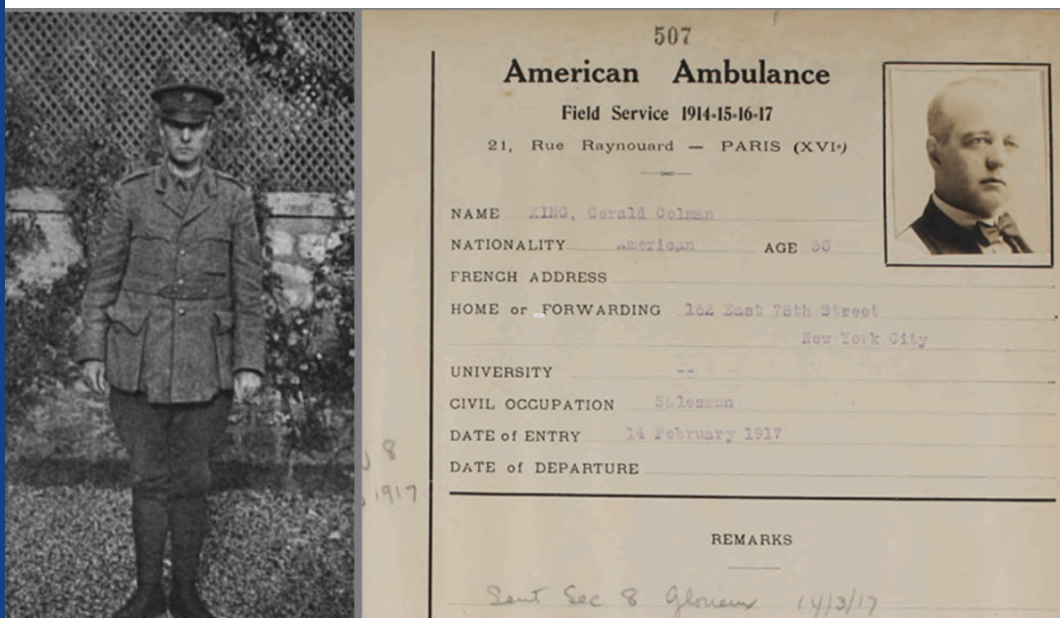 507
American Ambulance
Field Service 1914-15-16-17
21, Rue Raynouard — PARIS (XVIe)
NAME KING, Gerald Colman
NATIONALITY American AGE 38
FRENCH ADDRESS
HOME or FORWARDING 152 East 78th Street
New York City
UNIVERSITY --
CIVIL OCCUPATION Salesman
DATE of ENTRY 14 February 1917
8
DATE of DEPARTURE
1917
REMARKS
Sent Sec 8 Glorieux 14/3/17